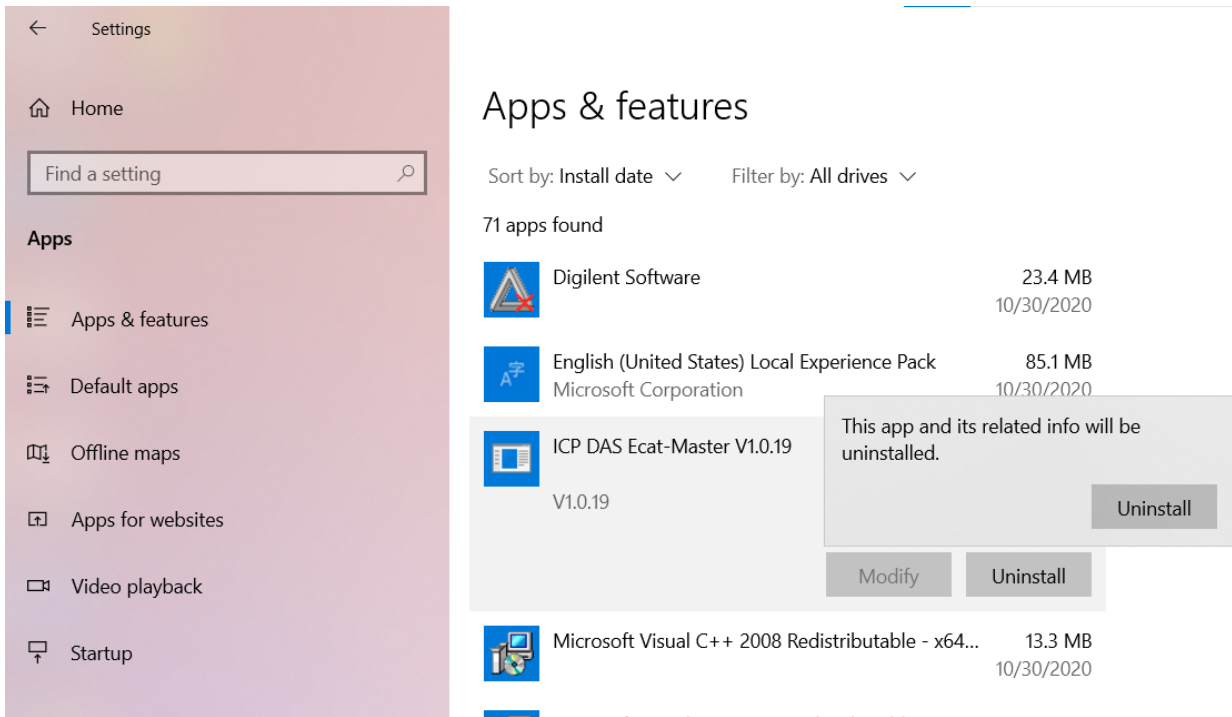 Settings
Home
Find a setting
Apps
Apps & features
Default apps
Offline maps
Apps for websites
Video playback
Startup
Apps & features
Sort by: Install date Filter by: All drives
71 apps found
Digilent Software 23.4 MB
10/30/2020
English (United States) Local Experience Pack 85.1 MB
Microsoft Corporation 10/30/2020
ICP DAS Ecat-Master V1.0.19
V1.0.19
This app and its related info will be
uninstalled.
Uninstall
Modify Uninstall
Microsoft Visual C++ 2008 Redistributable - x64... 13.3 MB
10/30/2020